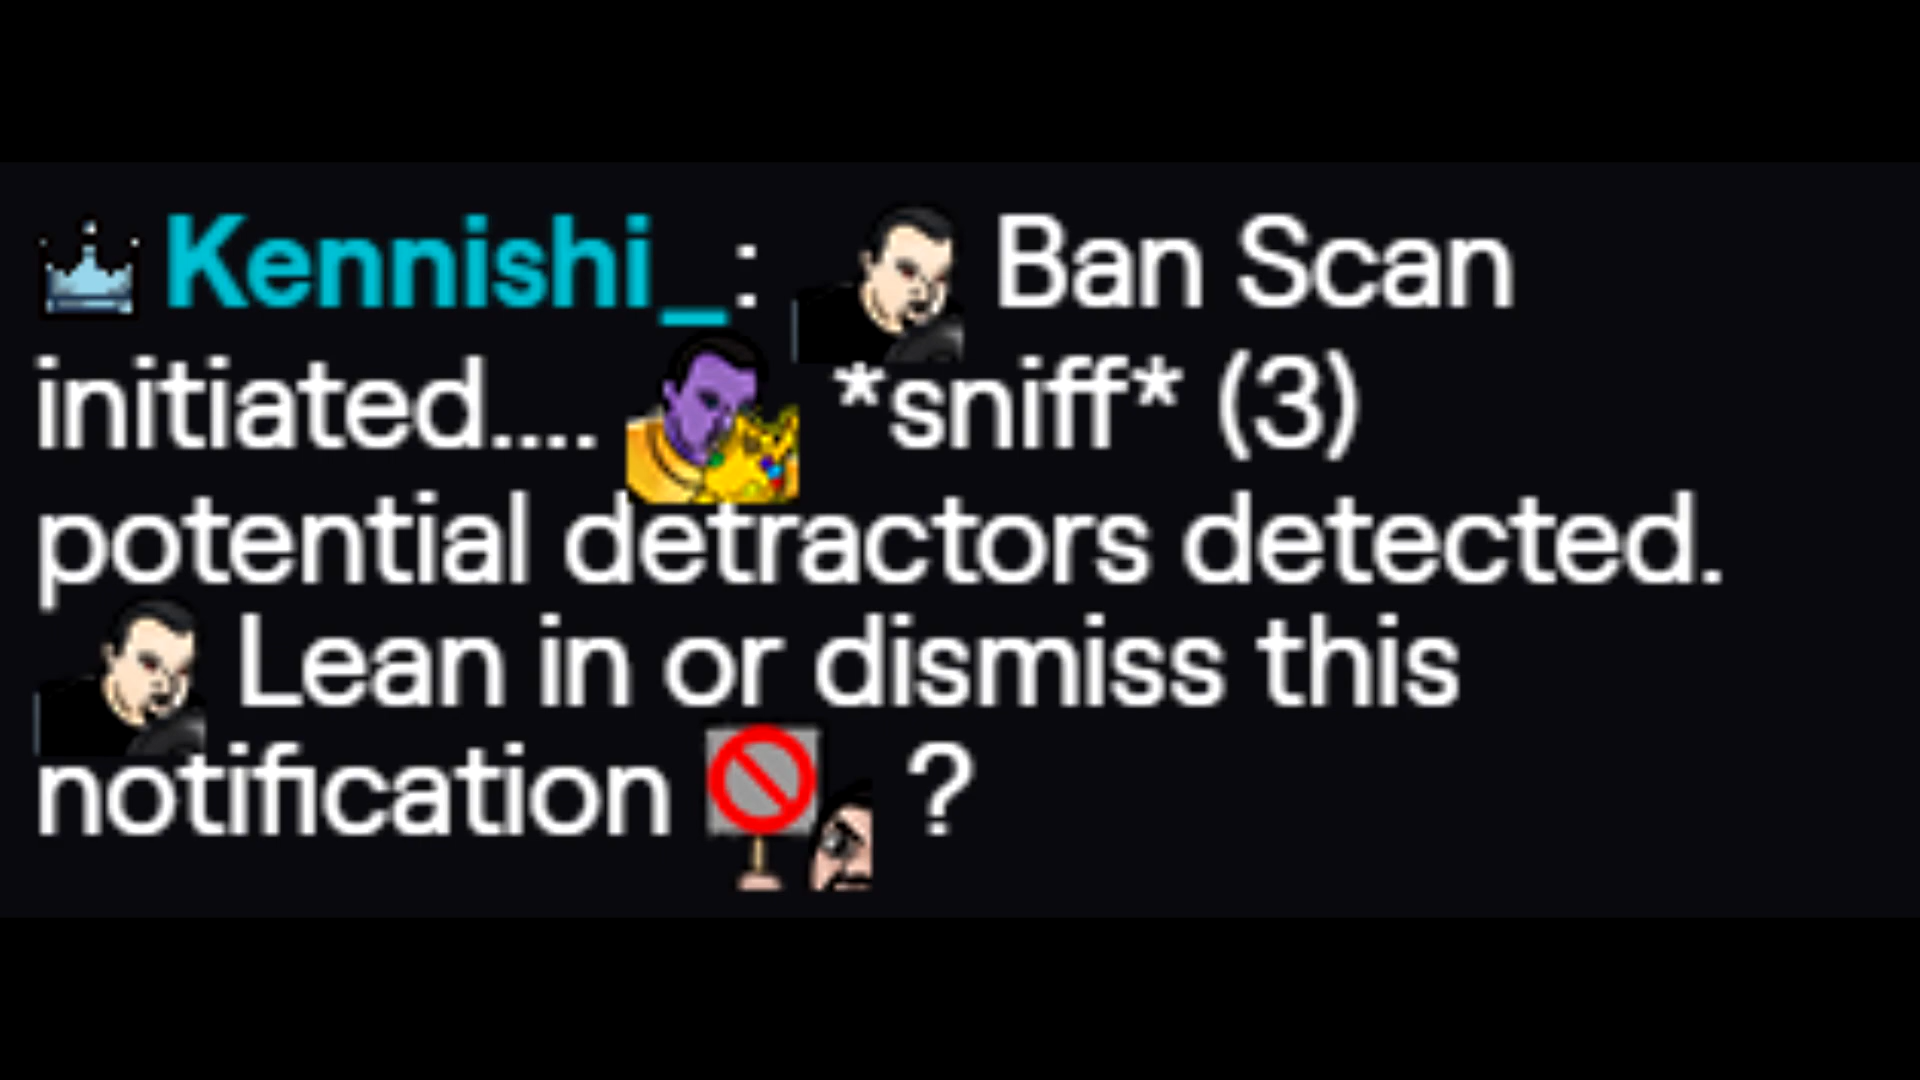 Kennishi_: Ban Scan
initiated.... *sniff* (3)
potential detractors detected.
Lean in or dismiss this
notification ?